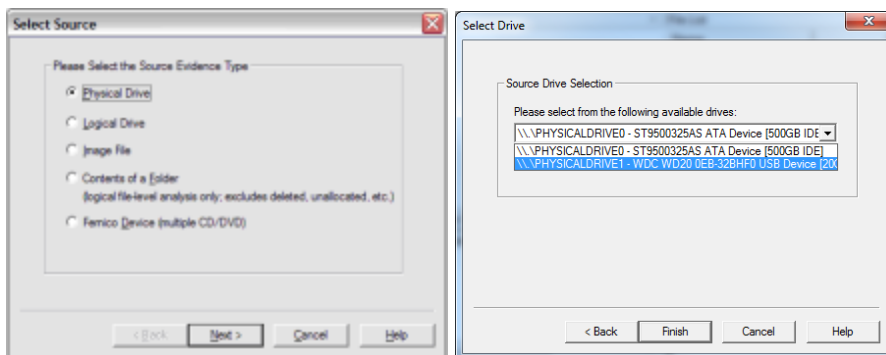 Select Source
Please Select the Source Evidence Type
Physical Drive
Logical Drive
Image File
Contents of a Folder
(logical file-level analysis only; excludes deleted, unallocated, etc.)
Fernico Device (multiple CD/DVD)
< Back
Next >
Cancel
Help
Select Drive
File List
Source Drive Selection
Please select from the following available drives:
\\.\PHYSICALDRIVE0 - ST9500325AS ATA Device [500GB IDE
\\.\PHYSICALDRIVE0 - ST9500325AS ATA Device [500GB IDE]
\\.\PHYSICALDRIVE1 - WDC WD20 0EB-32BHF0 USB Device [20
< Back
Finish
Cancel
Help